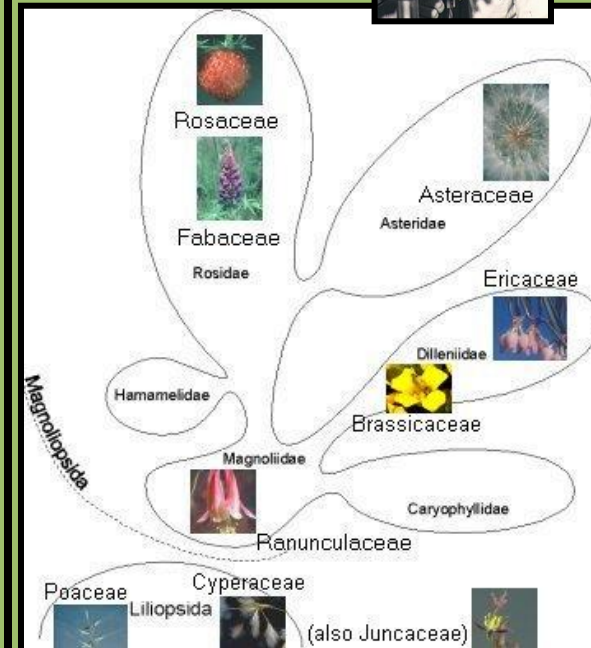 Rosaceae
Fabaceae
Rosidae
Asteraceae
Asteridae
Ericaceae
Dilleniidae
Brassicaceae
Hamamelidae
Magnoliopsida
Magnoliidae
Caryophyllidae
Ranunculaceae
Poaceae
Cyperaceae
Liliopsida
(also Juncaceae)